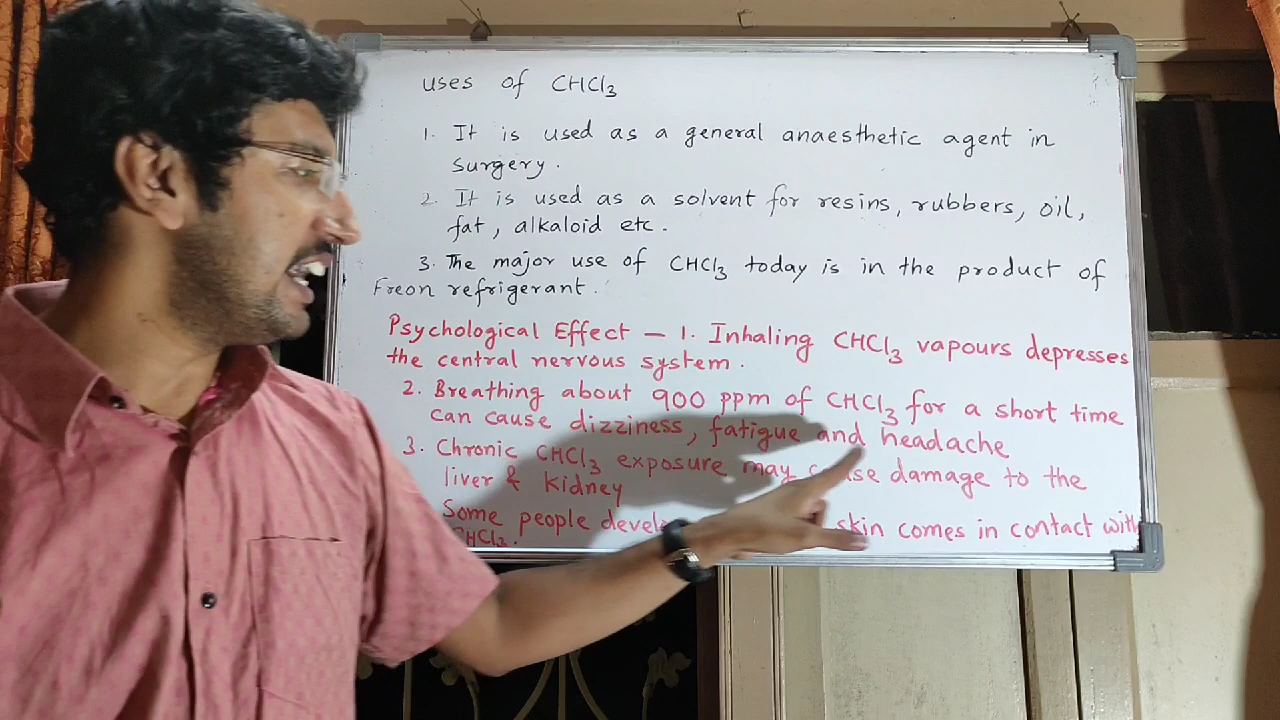 uses of CHCl3
1. It is used as a general anaesthetic agent in
surgery.
2. It is used as a solvent for resins, rubbers, oil,
fat, alkaloid etc.
3. The major use of CHCl3 today is in the product of
Freon refrigerant.
Psychological Effect — 1. Inhaling CHCl3 vapours depresses
the central nervous system.
2. Breathing about 900 ppm of CHCl3 for a short time
can cause dizziness, fatigue and headache
3. Chronic CHCl3 exposure may cause damage to the
liver & kidney
Some people skin comes in contact with
CHCl3.